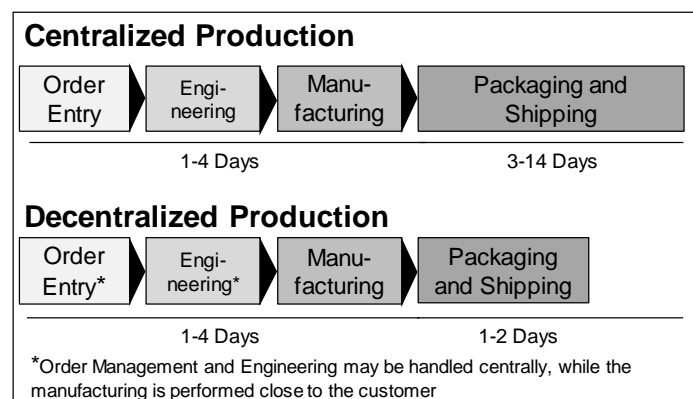 Centralized Production
Order
Entry
Engi-
neering
Manu-
facturing
Packaging and
Shipping
1-4 Days
3-14 Days
Decentralized Production
Order
Entry*
Engi-
neering*
Manu-
facturing
Packaging
and Shipping
1-4 Days
1-2 Days
*Order Management and Engineering may be handled centrally, while the
manufacturing is performed close to the customer